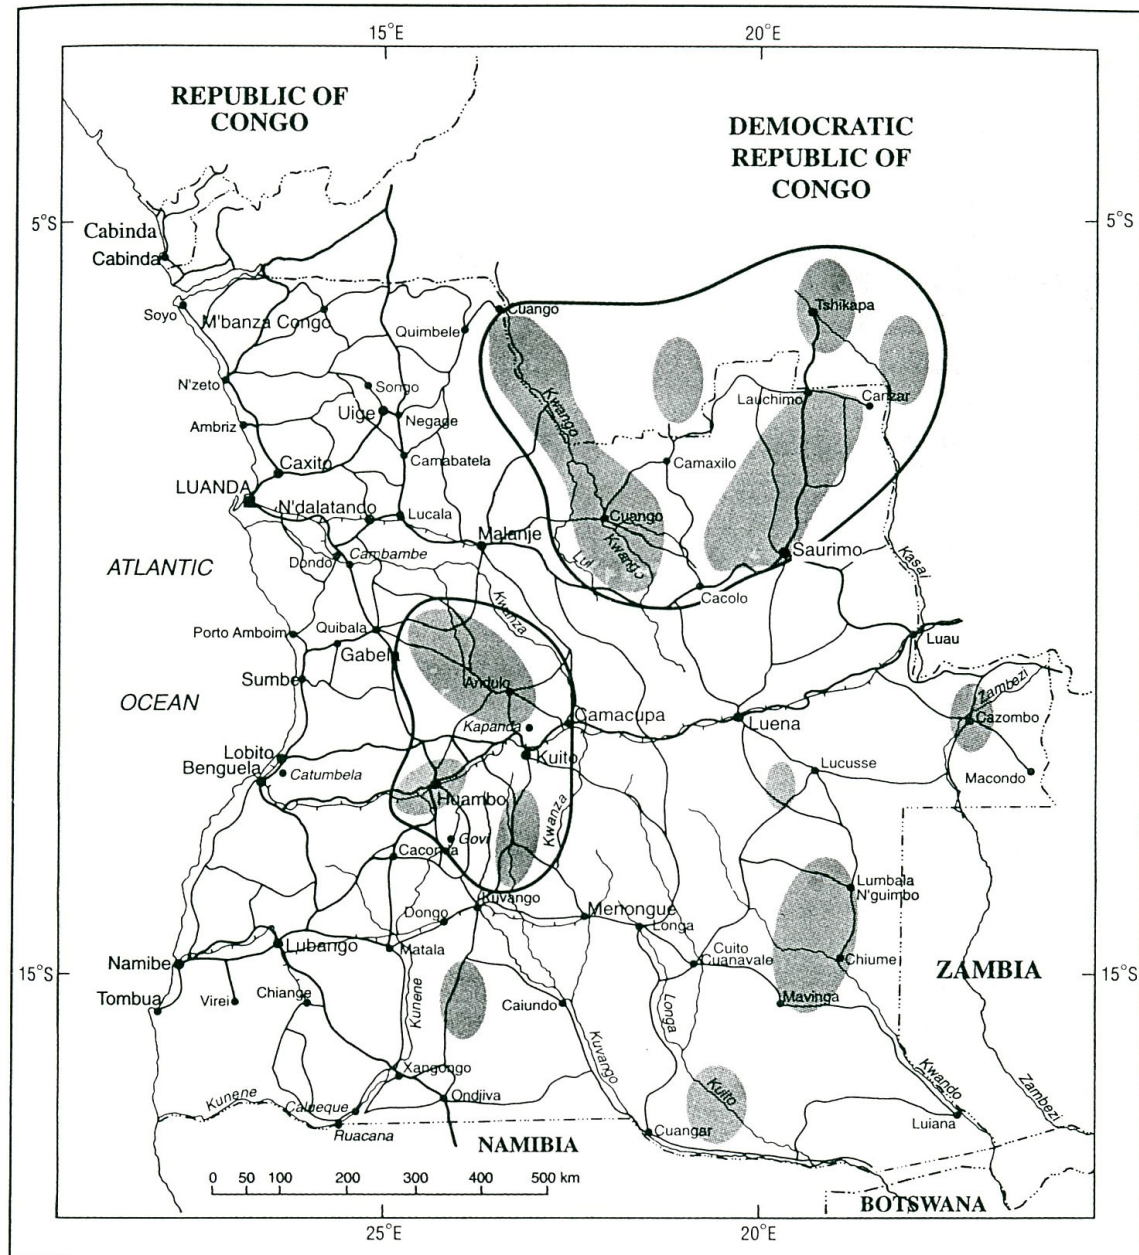 15°E
20°E
REPUBLIC OF
CONGO
DEMOCRATIC
REPUBLIC OF
CONGO
5°S
5°S
Cabinda
Cabinda
Soyo
M'banza Congo
Quimbele
Cuango
Tshikapa
N'zeto
Songo
Uige
Negage
Kwango
Lauchimo
Canzar
Ambriz
Camabatela
Camaxilo
Caxito
LUANDA
N'dalatando
Lucala
Cuango
Malanje
Saurimo
ATLANTIC
Dondo
Cambambe
Lui
Kwango
Kasai
Cacolo
Kwanza
Porto Amboim
Quibala
Luau
Gabela
Sumbe
OCEAN
Andulo
Zambezi
Kapanda
Camacupa
Luena
Cazombo
Lobito
Kuito
Lucusse
Benguela
Catumbela
Macondo
Huambo
Kwanza
Govi
Caconda
Lumbala
N'guimbo
Kuvango
Dongo
Menongue
Longa
Lubango
Matala
Cuito
Cuanavale
Chiume
15°S
Namibe
ZAMBIA
15°S
Tombua
Virei
Chiange
Kunene
Caiundo
Longa
Mavinga
Kuvango
Xangongo
Kwando
Kunene
Calueque
Ondjiva
Kuito
Zambezi
Ruacana
Cuangar
Luiana
NAMIBIA
0 50 100 200 300 400 500 km
BOTSWANA
25°E
20°E